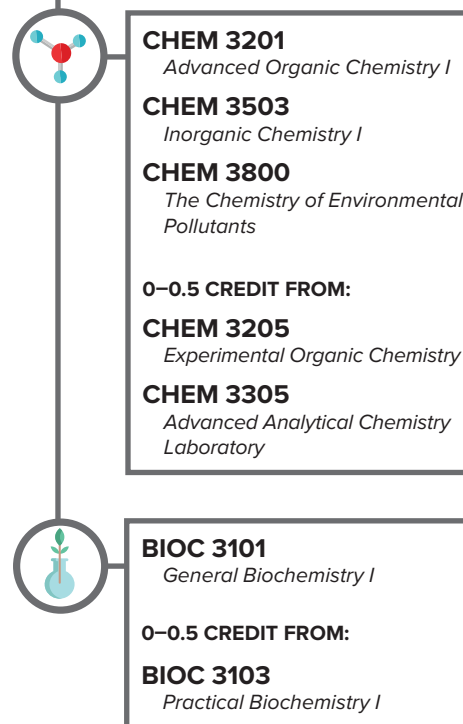 CHEM 3201
Advanced Organic Chemistry I
CHEM 3503
Inorganic Chemistry I
CHEM 3800
The Chemistry of Environmental
Pollutants
0–0.5 CREDIT FROM:
CHEM 3205
Experimental Organic Chemistry
CHEM 3305
Advanced Analytical Chemistry
Laboratory
BIOC 3101
General Biochemistry I
0–0.5 CREDIT FROM:
BIOC 3103
Practical Biochemistry I